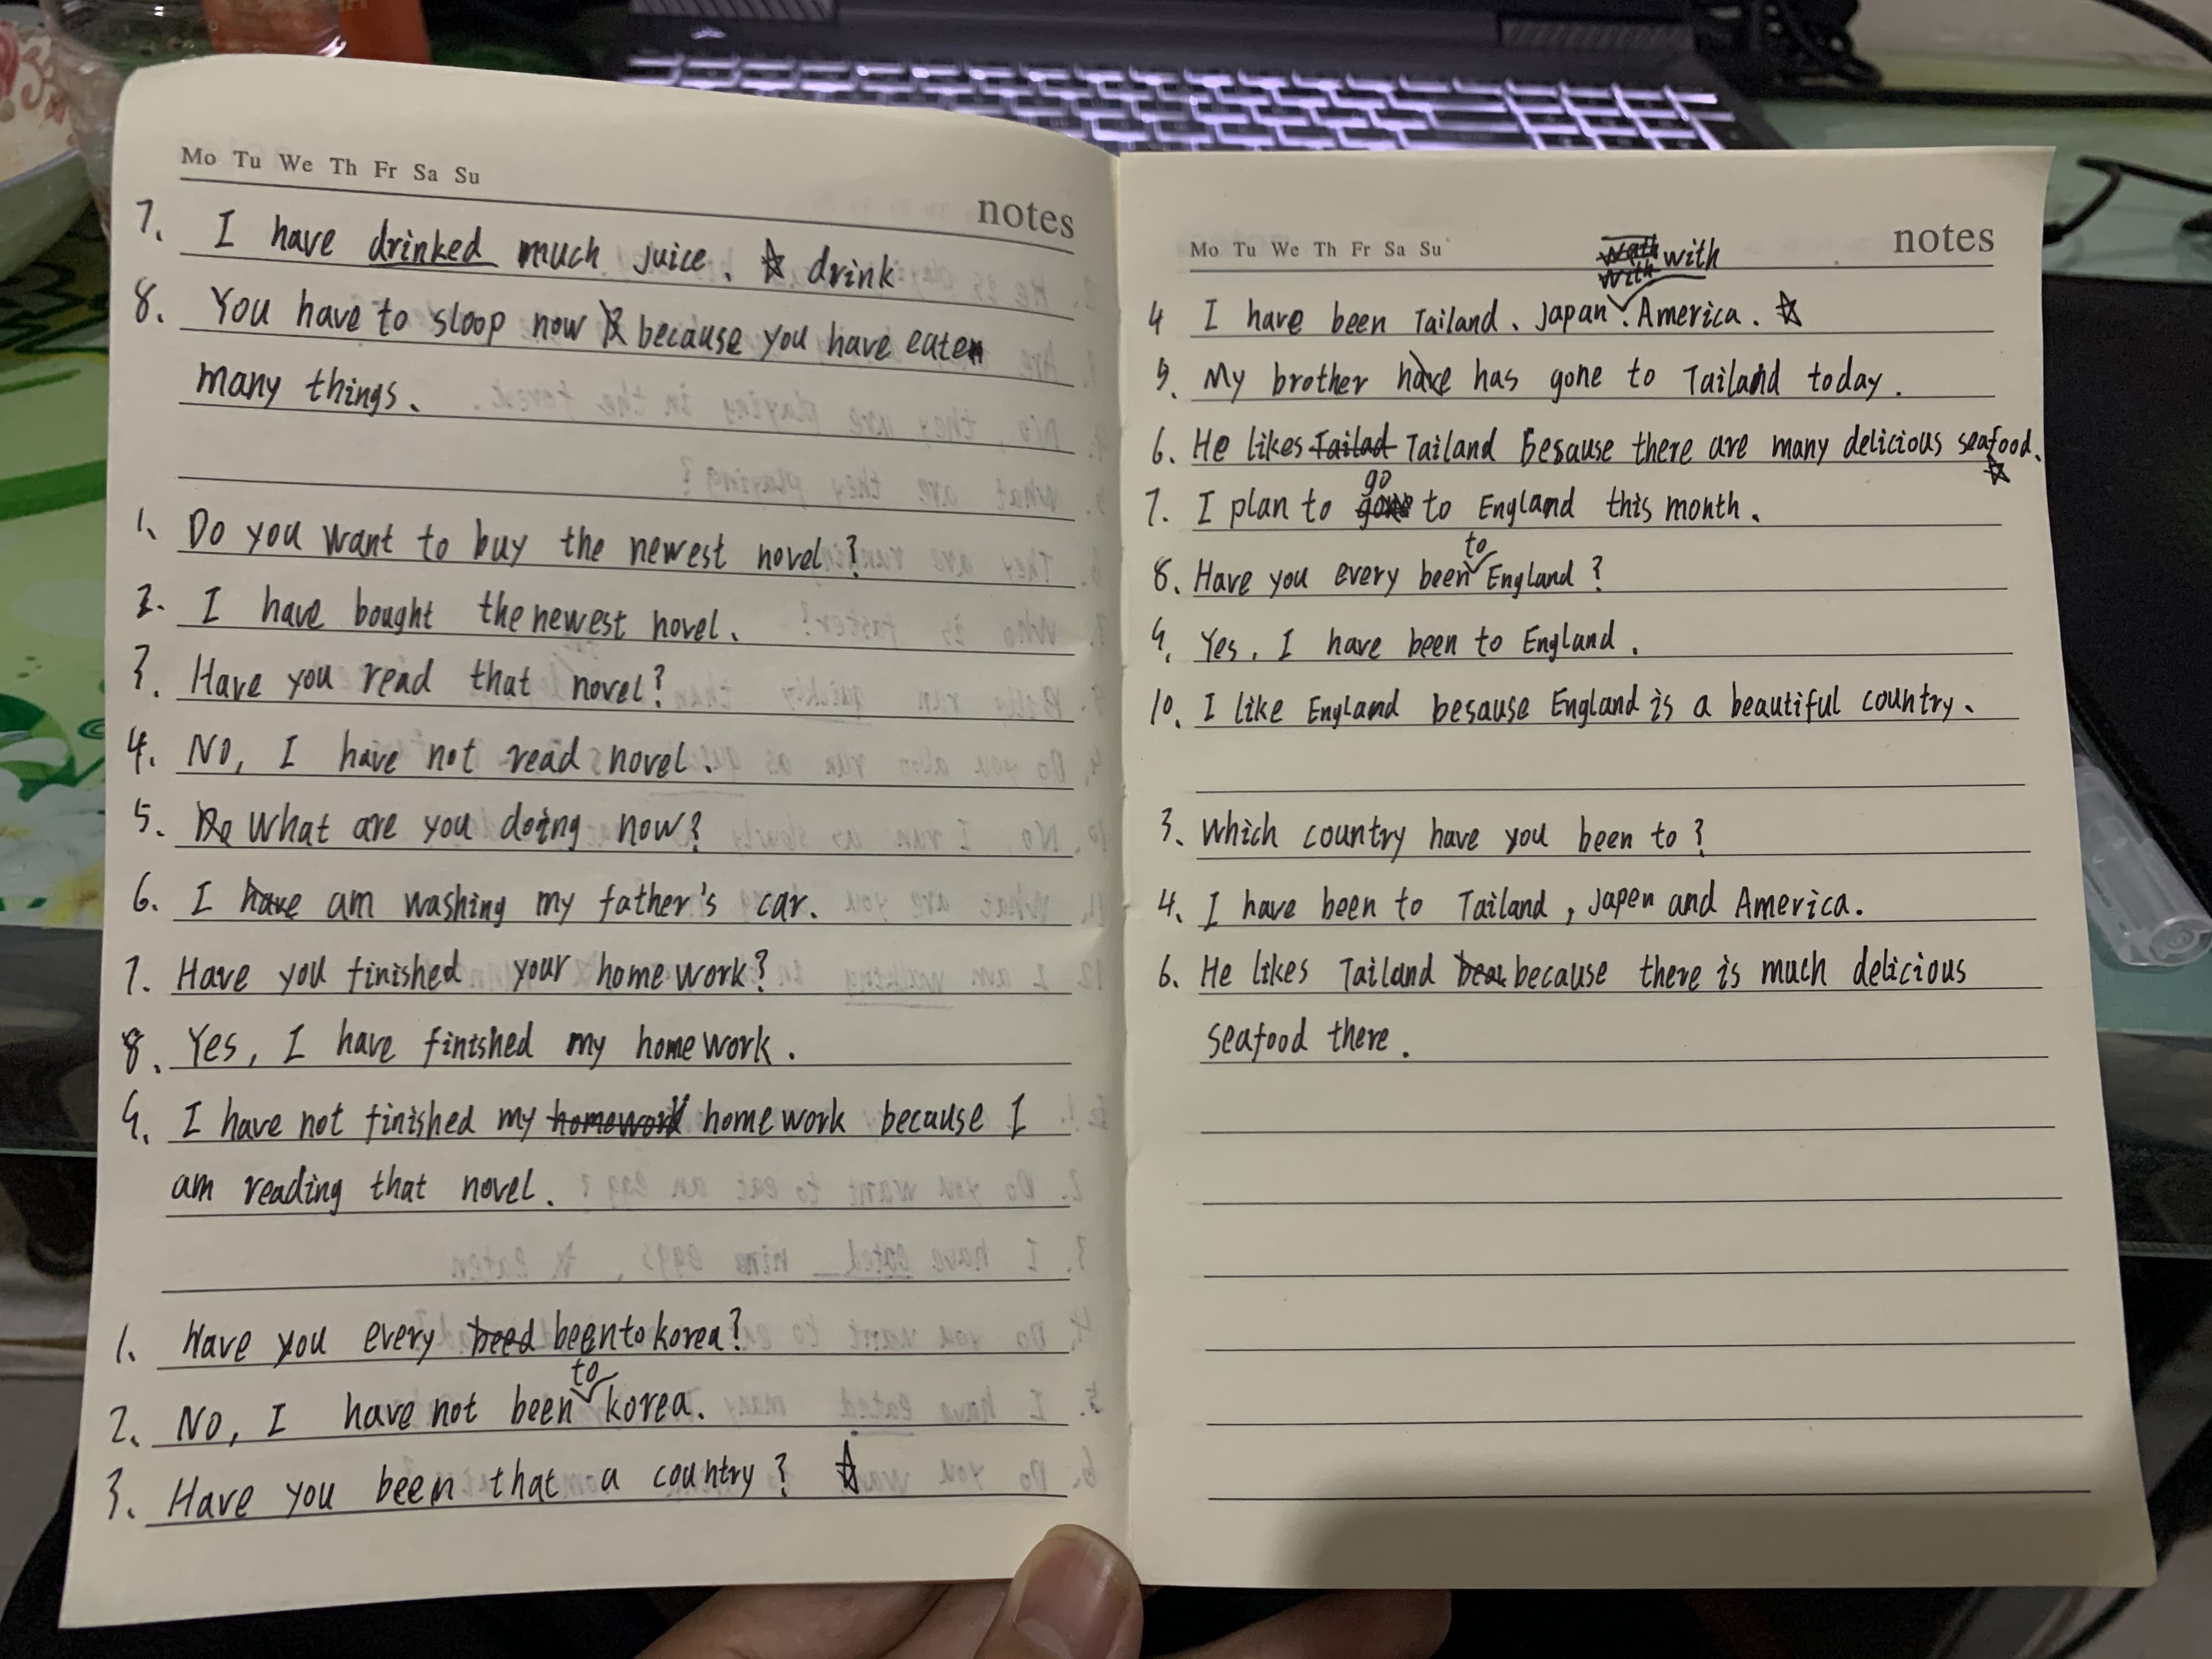 Mo Tu We Th Fr Sa Su
notes
7. I have drinked much juice. ☆ drink
8. You have to sloop now because you have eaten
many things.
1. Do you want to buy the newest novel?
2. I have bought the newest novel.
3. Have you read that novel?
4. No, I have not read novel.
5. What are you doing now?
6. I have am washing my father's car.
7. Have you finished your home work?
8. Yes, I have finished my home work.
9. I have not finished my homework home work because I
am reading that novel.
1. Have you every beed been to korea?
2. No, I have not been to korea.
3. Have you been that a country? ☆
Mo Tu We Th Fr Sa Su
notes
with with
4 I have been Tailand、Japan、America. ☆
5. My brother have has gone to Tailand today.
6. He likes Tailad Tailand besause there are many delicious seafood. ☆
7. I plan to gone go to England this month.
8. Have you every been to England?
9. Yes, I have been to England.
10. I like England besause England is a beautiful country.
3. Which country have you been to?
4. I have been to Tailand, Japen and America.
6. He likes Tailand beau because there is much delicious
seafood there.